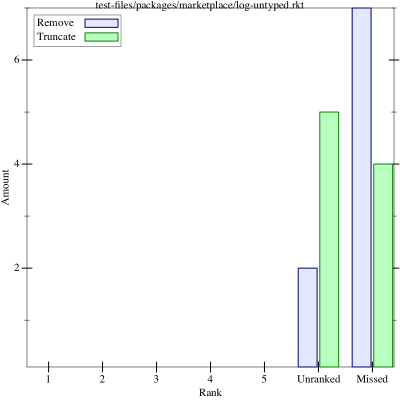 test-files/packages/marketplace/log-untyped.rkt
Remove
Truncate
6
4
2
Amount
1 2 3 4 5 Unranked Missed
Rank